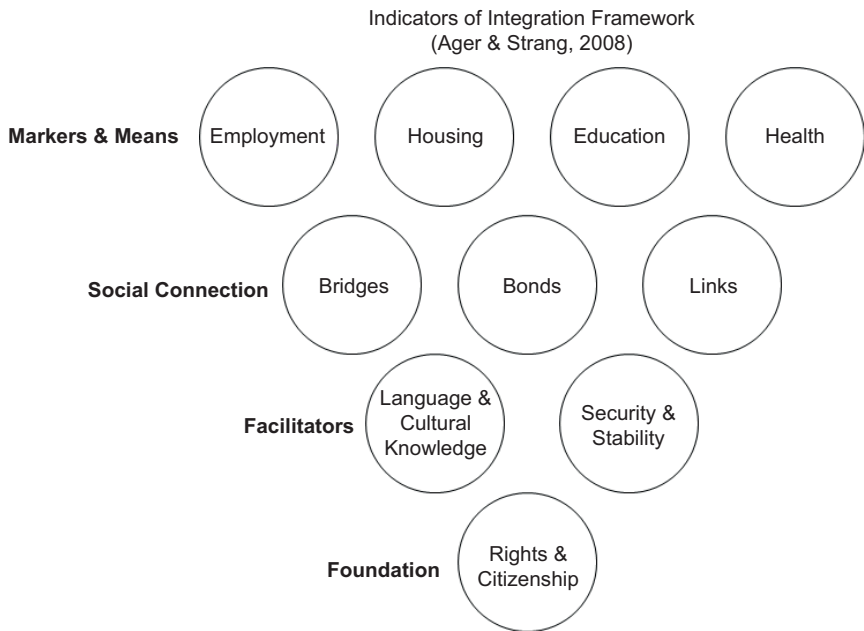 Indicators of Integration Framework
(Ager & Strang, 2008)
Markers & Means
Employment
Housing
Education
Health
Social Connection
Bridges
Bonds
Links
Facilitators
Language &
Cultural
Knowledge
Security &
Stability
Foundation
Rights &
Citizenship